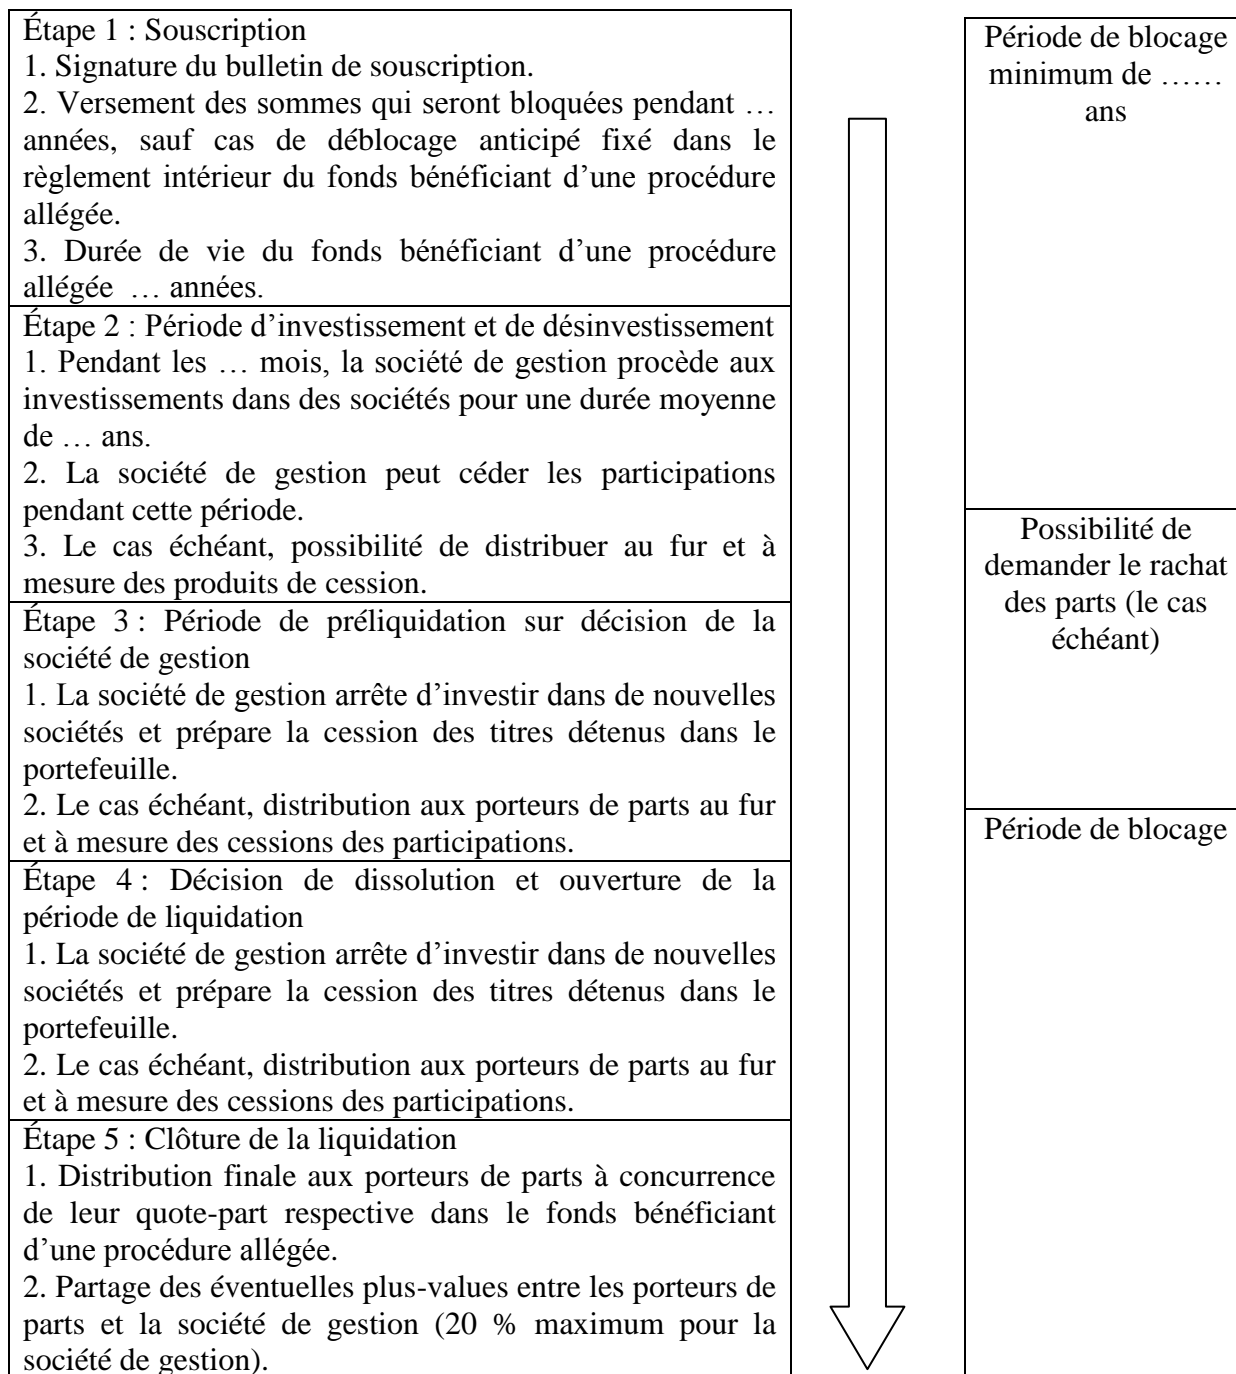 Étape 1 : Souscription
1. Signature du bulletin de souscription.
2. Versement des sommes qui seront bloquées pendant …
années, sauf cas de déblocage anticipé fixé dans le
règlement intérieur du fonds bénéficiant d’une procédure
allégée.
3. Durée de vie du fonds bénéficiant d’une procédure
allégée … années.
Étape 2 : Période d’investissement et de désinvestissement
1. Pendant les … mois, la société de gestion procède aux
investissements dans des sociétés pour une durée moyenne
de … ans.
2. La société de gestion peut céder les participations
pendant cette période.
3. Le cas échéant, possibilité de distribuer au fur et à
mesure des produits de cession.
Étape 3 : Période de préliquidation sur décision de la
société de gestion
1. La société de gestion arrête d’investir dans de nouvelles
sociétés et prépare la cession des titres détenus dans le
portefeuille.
2. Le cas échéant, distribution aux porteurs de parts au fur
et à mesure des cessions des participations.
Étape 4 : Décision de dissolution et ouverture de la
période de liquidation
1. La société de gestion arrête d’investir dans de nouvelles
sociétés et prépare la cession des titres détenus dans le
portefeuille.
2. Le cas échéant, distribution aux porteurs de parts au fur
et à mesure des cessions des participations.
Étape 5 : Clôture de la liquidation
1. Distribution finale aux porteurs de parts à concurrence
de leur quote-part respective dans le fonds bénéficiant
d’une procédure allégée.
2. Partage des éventuelles plus-values entre les porteurs de
parts et la société de gestion (20 % maximum pour la
société de gestion).
Période de blocage
minimum de ……
ans
Possibilité de
demander le rachat
des parts (le cas
échéant)
Période de blocage